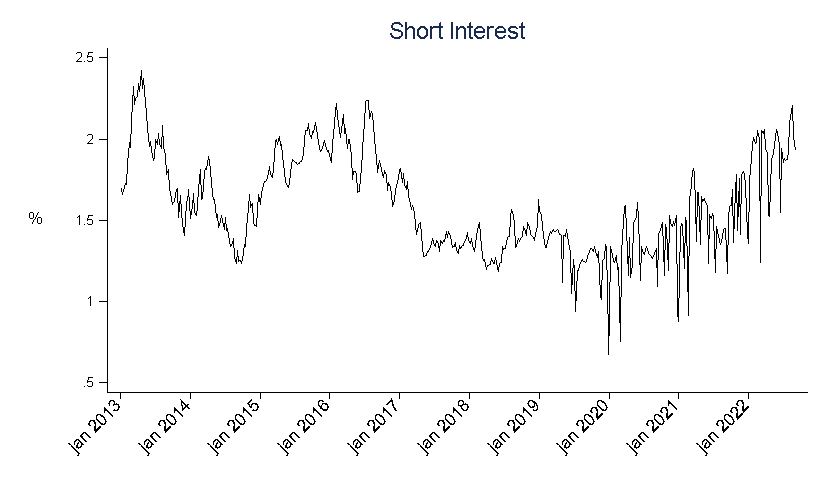 Short Interest
%
2.5
2
1.5
1
.5
jan 2013
jan 2014
jan 2015
jan 2016
jan 2017
jan 2018
jan 2019
jan 2020
jan 2021
jan 2022